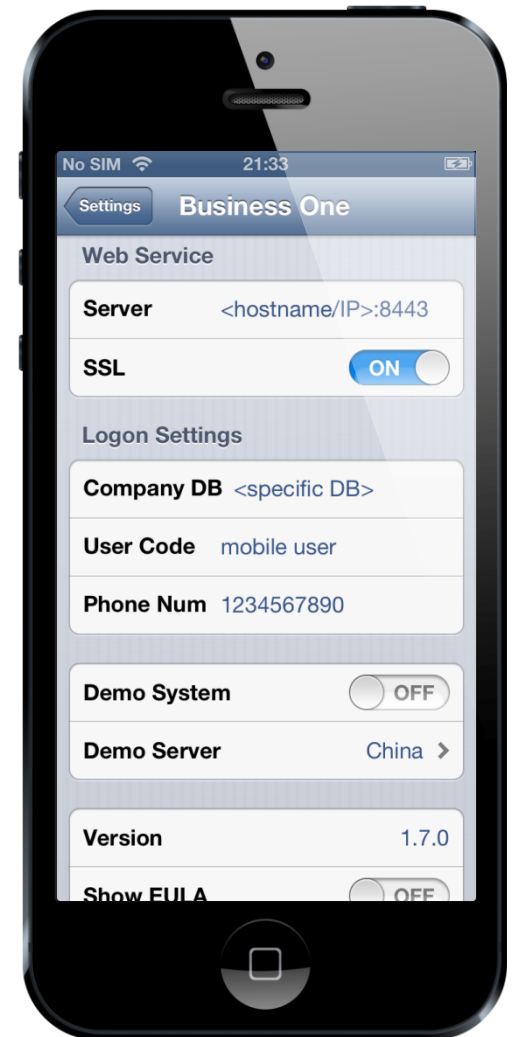 No SIM 21:33
Settings Business One
Web Service
Server <hostname/IP>:8443
SSL ON
Logon Settings
Company DB <specific DB>
User Code mobile user
Phone Num 1234567890
Demo System OFF
Demo Server China
Version 1.7.0
Show EULA OFF